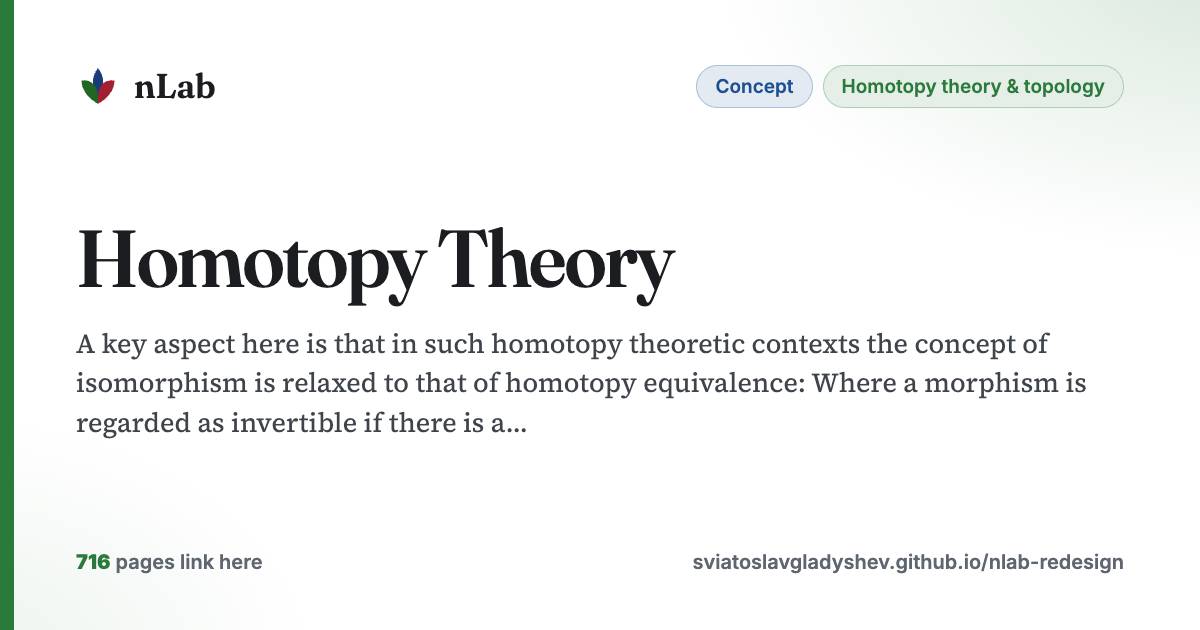 nLab
Concept
Homotopy theory & topology
Homotopy Theory
A key aspect here is that in such homotopy theoretic contexts the concept of
isomorphism is relaxed to that of homotopy equivalence: Where a morphism is
regarded as invertible if there is a...
716 pages link here
sviatoslavgladyshev.github.io/nlab-redesign